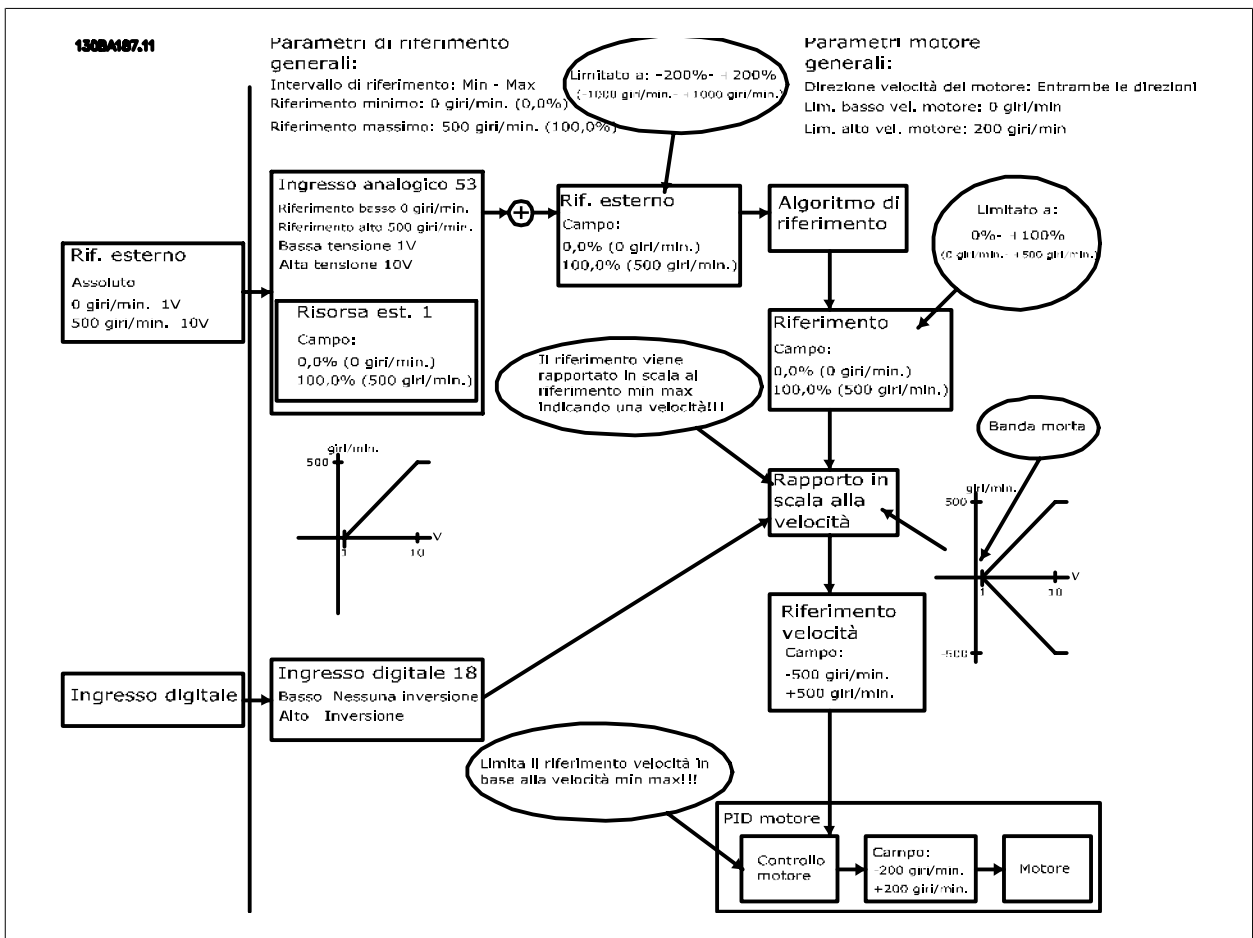 130BA187.11
Parametri di riferimento
generali:
Intervallo di riferimento: Min - Max
Riferimento minimo: 0 giri/min. (0,0%)
Riferimento massimo: 500 giri/min. (100,0%)
Limitato a: -200%- +200%
(-1000 giri/min.- +1000 giri/min.)
Parametri motore
generali:
Direzione velocità del motore: Entrambe le direzioni
Lim. basso vel. motore: 0 giri/min
Lim. alto vel. motore: 200 giri/min
Rif. esterno
Assoluto
0 giri/min. 1V
500 giri/min. 10V
Ingresso analogico 53
Riferimento basso 0 giri/min.
Riferimento alto 500 giri/min.
Bassa tensione 1V
Alta tensione 10V
Risorsa est. 1
Campo:
0,0% (0 giri/min.)
100,0% (500 giri/min.)
Rif. esterno
Campo:
0,0% (0 giri/min.)
100,0% (500 giri/min.)
Algoritmo di
riferimento
Limitato a:
0%- +100%
(0 giri/min.- +500 giri/min.)
Riferimento
Campo:
0,0% (0 giri/min.)
100,0% (500 giri/min.)
Il riferimento viene
rapportato in scala al
riferimento min max
indicando una velocità!!!
giri/min.
500
1
10
V
Rapporto in
scala alla
velocità
Banda morta
giri/min.
500
1
10
V
-500
Riferimento
velocità
Campo:
-500 giri/min.
+500 giri/min.
Ingresso digitale
Ingresso digitale 18
Basso Nessuna inversione
Alto Inversione
Limita il riferimento velocità in
base alla velocità min max!!!
PID motore
Controllo
motore
Campo:
-200 giri/min.
+200 giri/min.
Motore